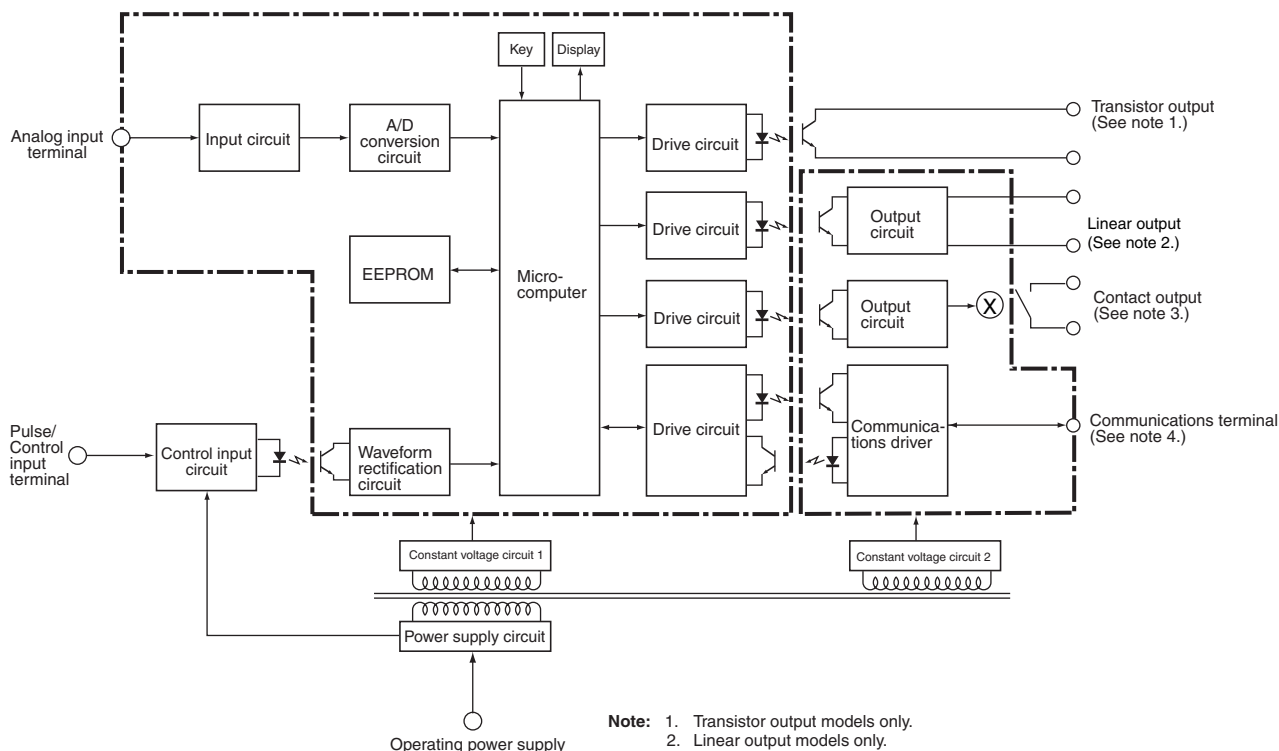 Key
Display
Analog input
terminal
Input circuit
A/D
conversion
circuit
Drive circuit
Transistor output
(See note 1.)
Drive circuit
Output
circuit
Linear output
(See note 2.)
EEPROM
Micro-
computer
Drive circuit
Output
circuit
X
Contact output
(See note 3.)
Pulse/
Control
input
terminal
Control input
circuit
Waveform
rectification
circuit
Drive circuit
Communica-
tions driver
Communications terminal
(See note 4.)
Constant voltage circuit 1
Constant voltage circuit 2
Power supply circuit
Operating power supply
Note: 1. Transistor output models only.
2. Linear output models only.